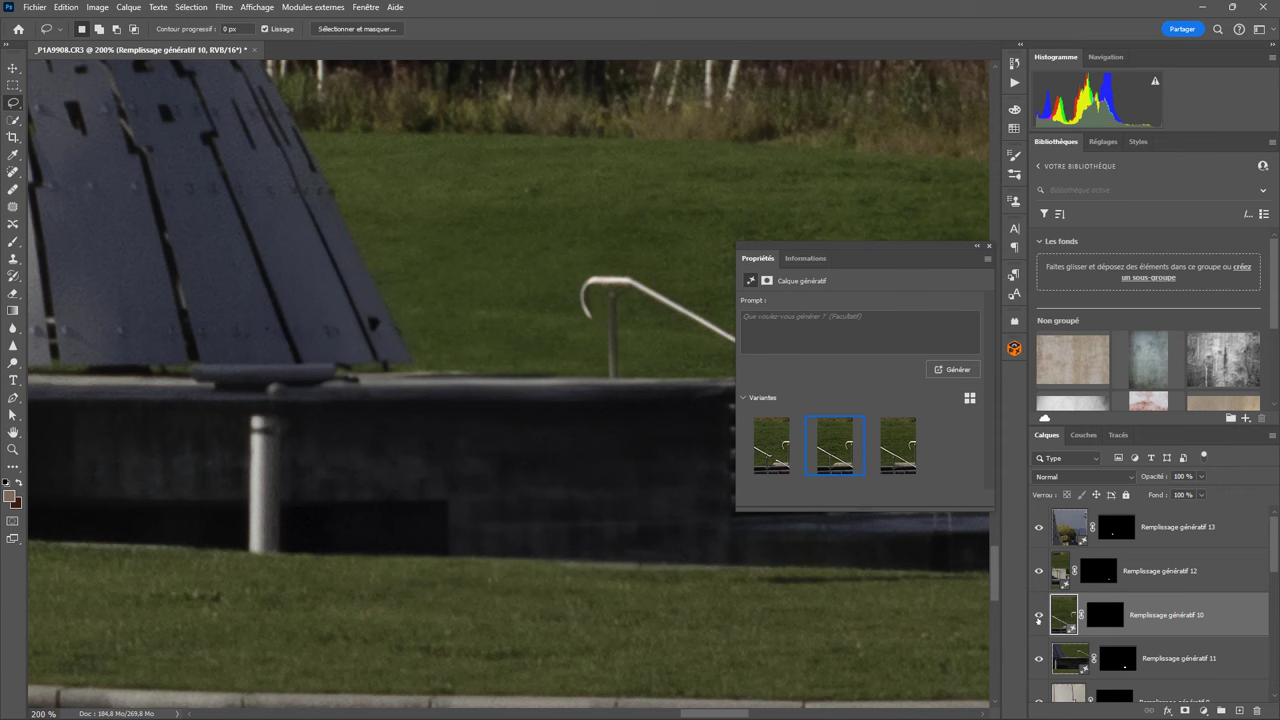 Ps Fichier Edition Image Calque Texte Sélection Filtre Affichage Modules externes Fenêtre Aide
Contour progressif : 0 px Lissage Sélectionner et masquer... Partager
_P1A9908.CR3 @ 200% (Remplissage génératif 10, RVB/16*) * ×
Histogramme Navigation
Bibliothèques Réglages Styles
VOTRE BIBLIOTHÈQUE
Bibliothèque active
Les fonds
Faites glisser et déposez des éléments dans ce groupe ou créez
un sous-groupe
Non groupé
Propriétés Informations
Calque génératif
Prompt :
Que voulez-vous générer ? (Facultatif)
Générer
Variantes
Calques Couches Tracés
Type
Normal Opacité : 100 %
Verrou : Fond : 100 %
Remplissage génératif 13
Remplissage génératif 12
Remplissage génératif 10
Remplissage génératif 11
200 % Doc : 184,8 Mo/269,8 Mo